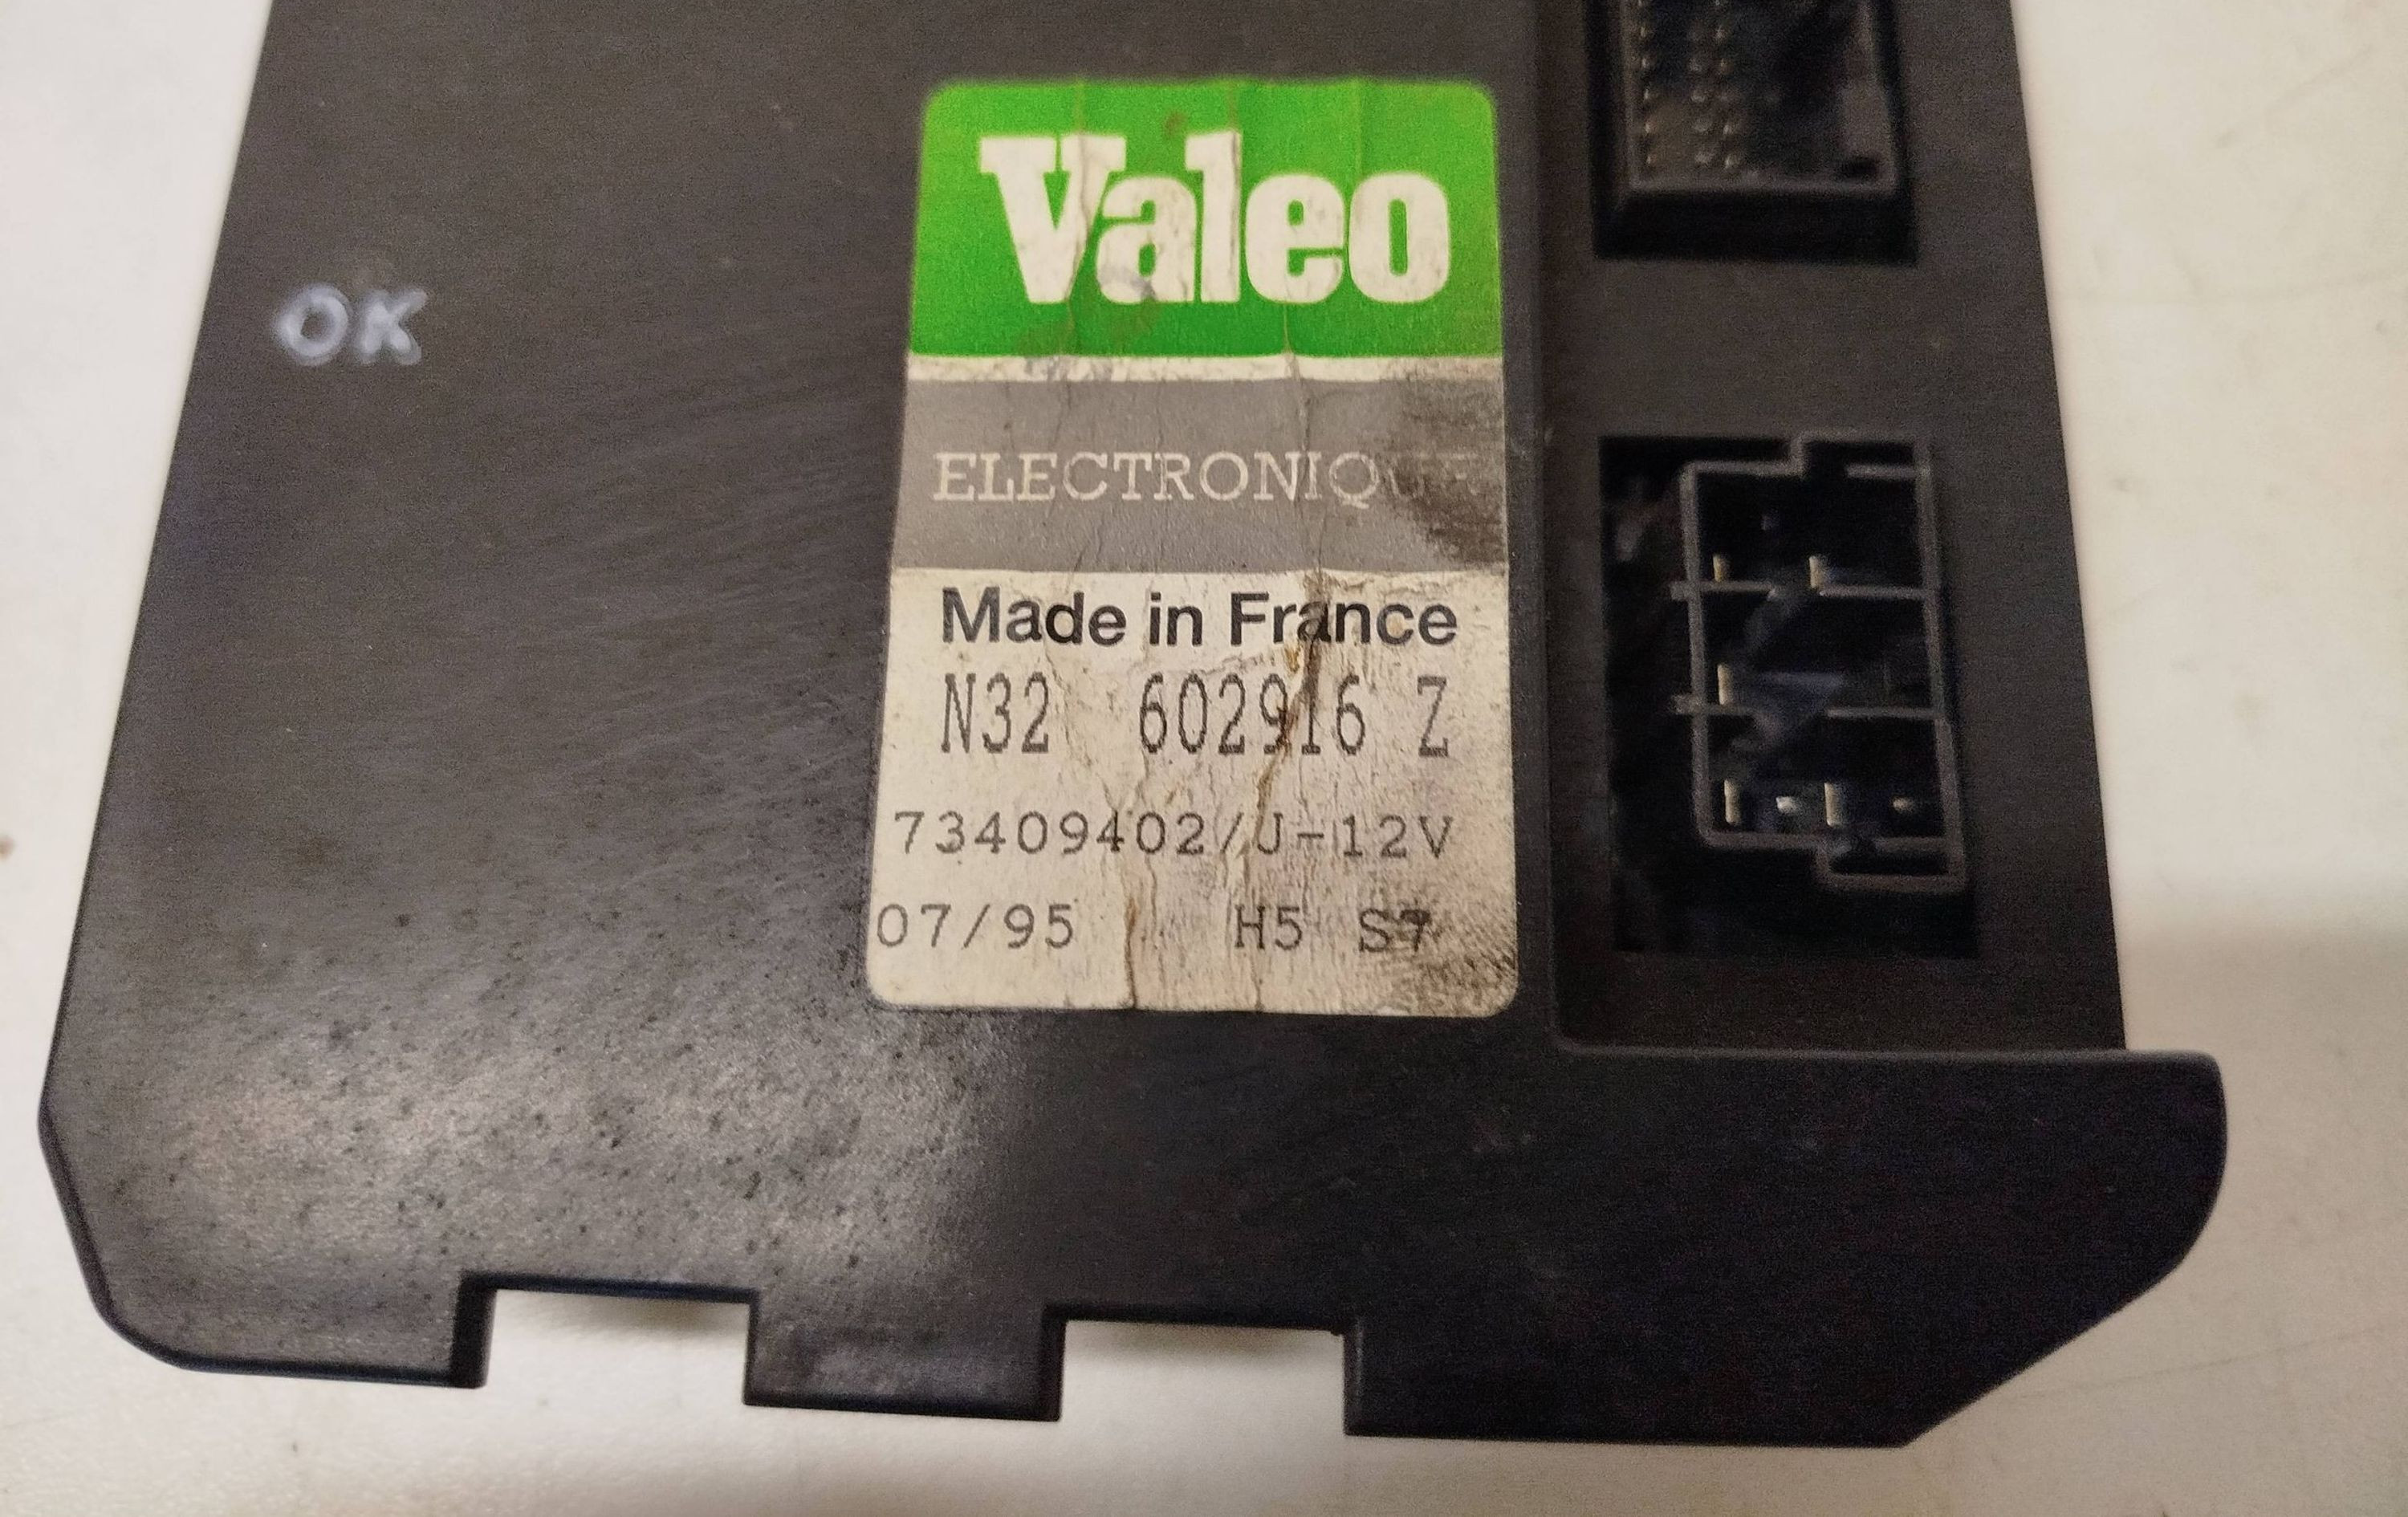 OK
Valeo
ELECTRONIQUE
Made in France
N32 602916 Z
73409402/J-12V
07/95 H5 S7